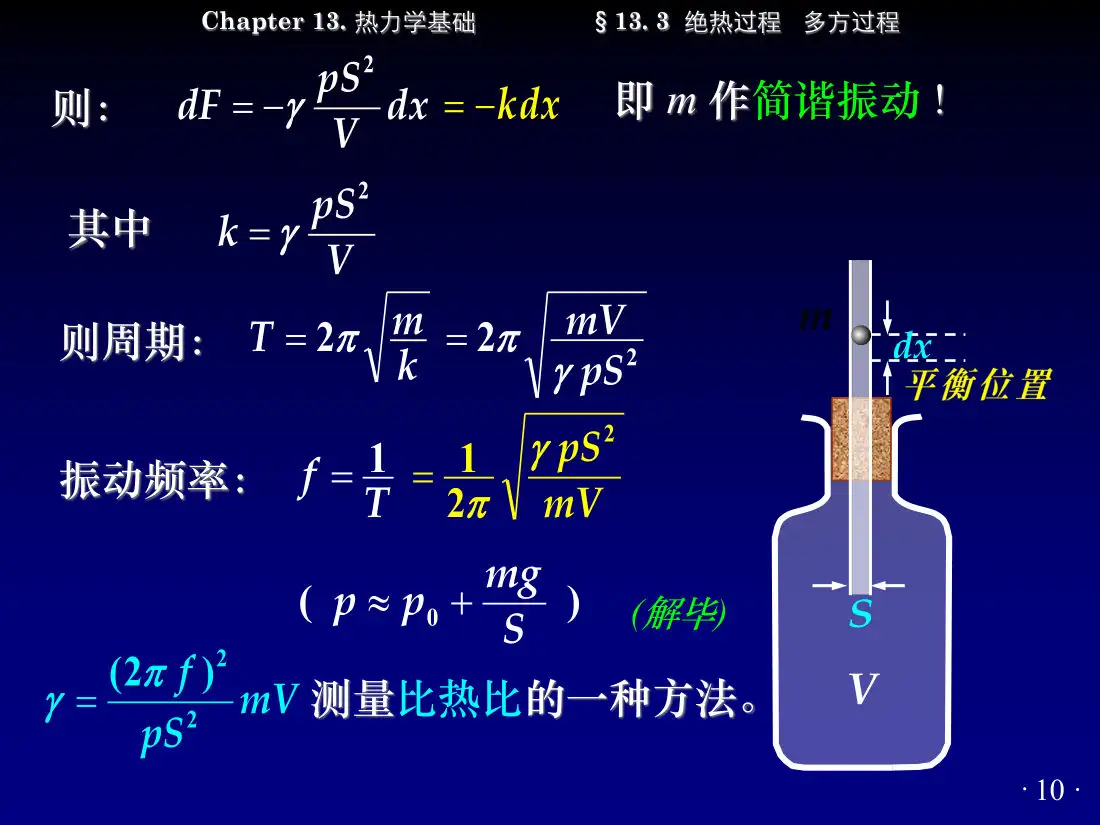 Chapter 13. 热力学基础 §13. 3 绝热过程 多方过程
则： dF = −γ pS²/V dx = −kdx 即 m 作简谐振动！
其中 k = γ pS²/V
则周期： T = 2π√(m/k) = 2π√(mV/(γ pS²))
振动频率： f = 1/T = 1/(2π) √(γ pS²/(mV))
( p ≈ p₀ + mg/S ) (解毕)
γ = (2π f)²/(pS²) mV 测量比热比的一种方法。
m
dx
平衡位置
S
V
· 10 ·